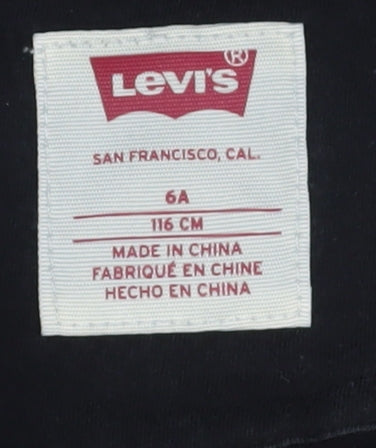 Levi's®
SAN FRANCISCO, CAL.
6A
116 CM
MADE IN CHINA
FABRIQUÉ EN CHINE
HECHO EN CHINA